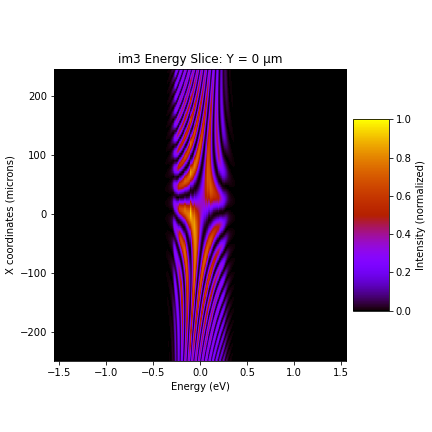 im3 Energy Slice: Y = 0 μm
X coordinates (microns)
200
100
0
−100
−200
−1.5 −1.0 −0.5 0.0 0.5 1.0 1.5
Energy (eV)
1.0
0.8
0.6
0.4
0.2
0.0
Intensity (normalized)